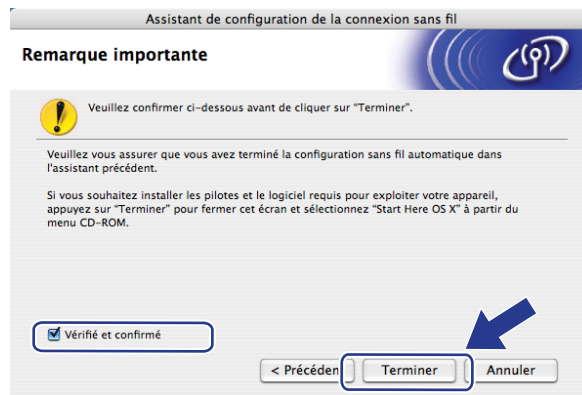 Assistant de configuration de la connexion sans fil
Remarque importante
Veuillez confirmer ci-dessous avant de cliquer sur “Terminer”.
Veuillez vous assurer que vous avez terminé la configuration sans fil automatique dans
l'assistant précédent.
Si vous souhaitez installer les pilotes et le logiciel requis pour exploiter votre appareil,
appuyez sur “Terminer” pour fermer cet écran et sélectionnez “Start Here OS X” à partir du
menu CD-ROM.
Vérifié et confirmé
< Précéden
Terminer
Annuler